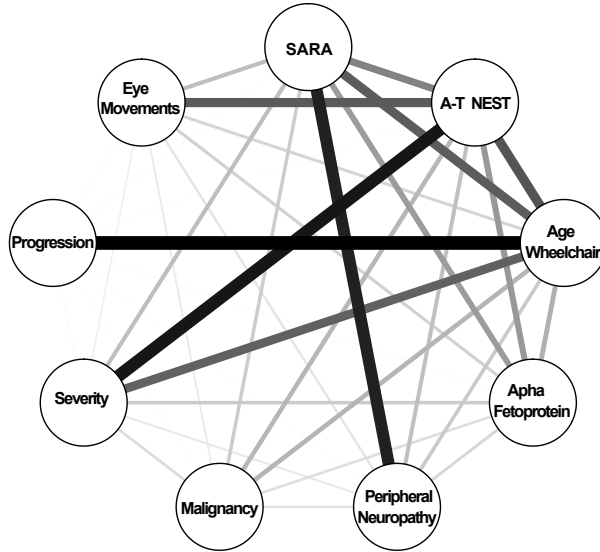 SARA
Eye
Movements
A-T NEST
Progression
Age
Wheelchair
Severity
Apha
Fetoprotein
Malignancy
Peripheral
Neuropathy